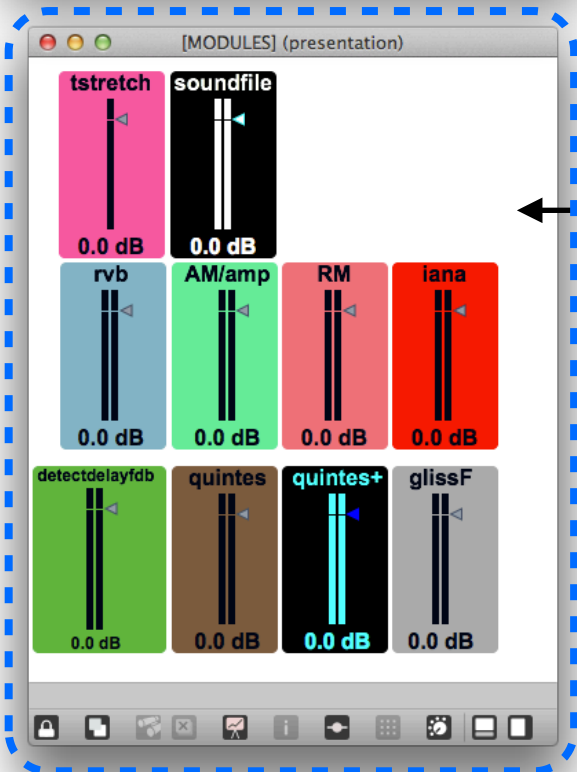 [MODULES] (presentation)
tstretch soundfile
0.0 dB 0.0 dB
rvb AM/amp RM iana
0.0 dB 0.0 dB 0.0 dB 0.0 dB
detectdelayfdb quintes quintes+ glissF
0.0 dB 0.0 dB 0.0 dB 0.0 dB